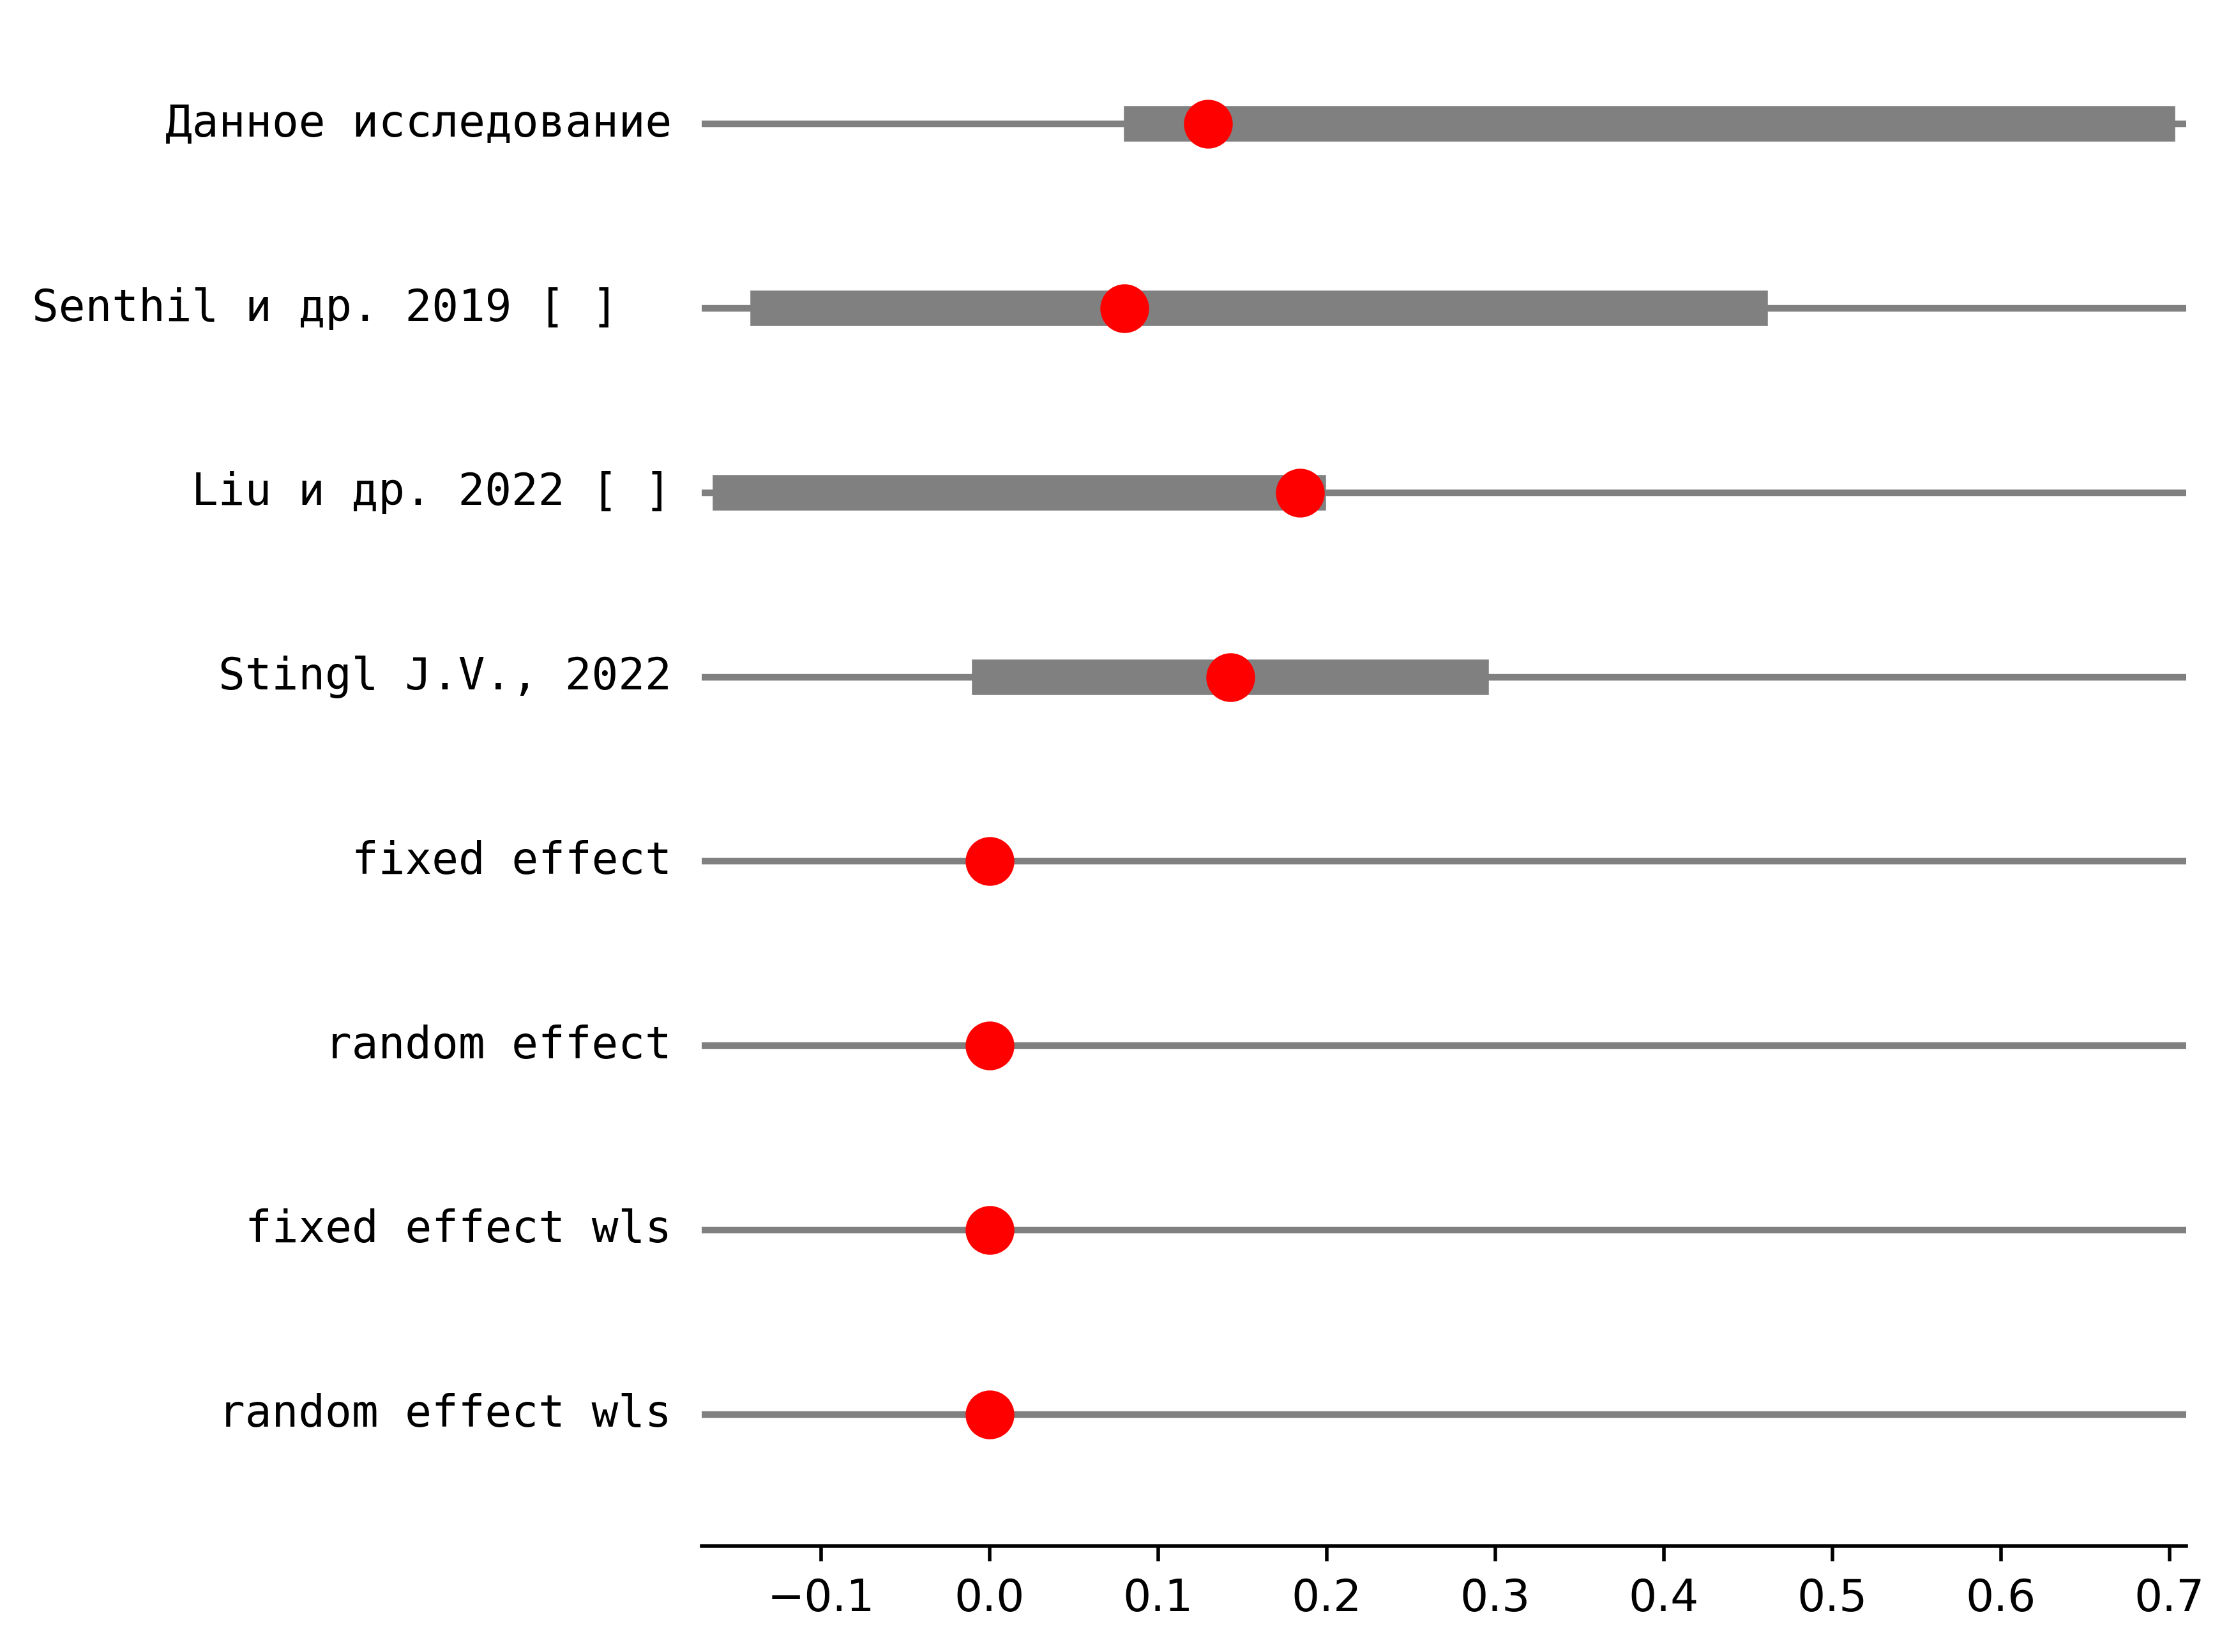 Данное исследование
Senthil и др. 2019 [ ]
Liu и др. 2022 [ ]
Stingl J.V., 2022
fixed effect
random effect
fixed effect wls
random effect wls
−0.1 0.0 0.1 0.2 0.3 0.4 0.5 0.6 0.7